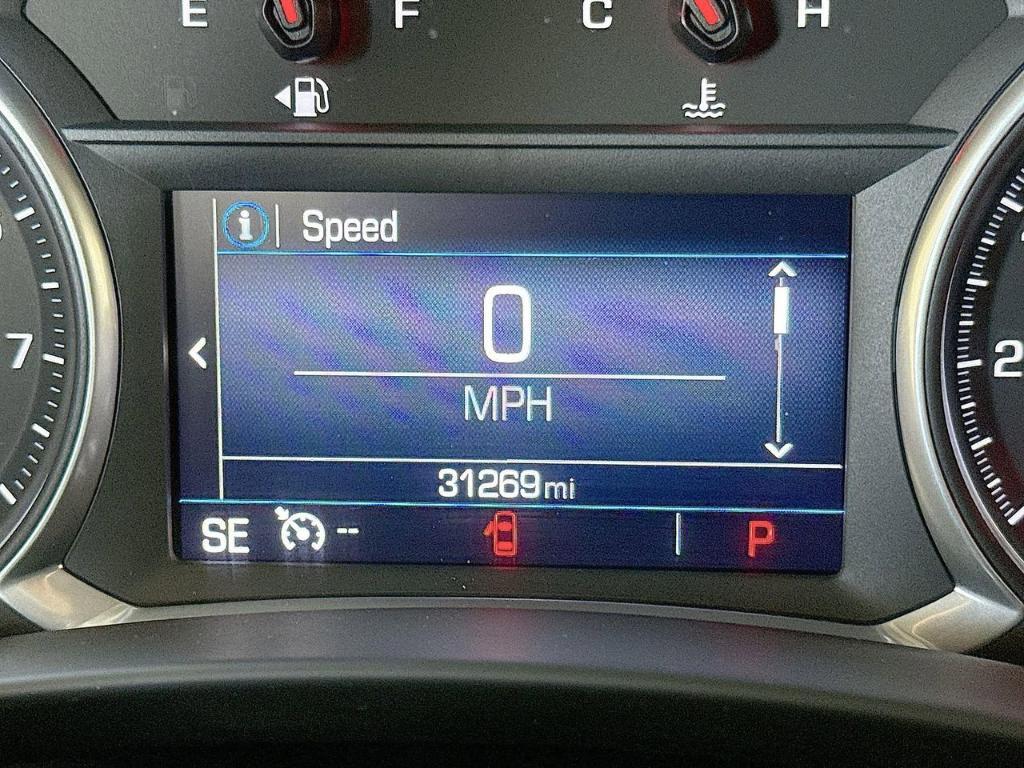 E F C H
i Speed
0
MPH
7
2
31269 mi
SE -- P